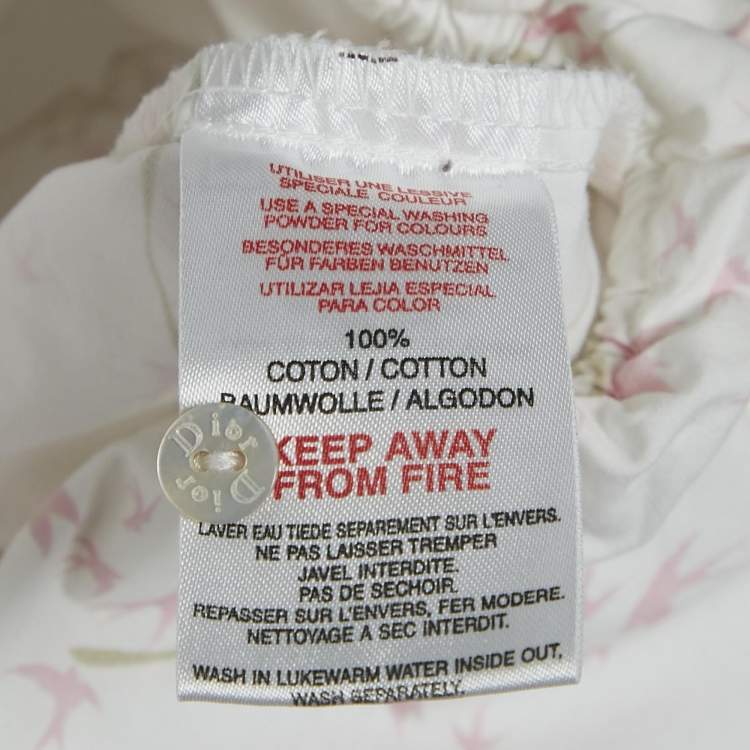 UTILISER UNE LESSIVE
SPECIALE COULEUR
USE A SPECIAL WASHING
POWDER FOR COLOURS
BESONDERES WASCHMITTEL
FÜR FARBEN BENUTZEN
UTILIZAR LEJIA ESPECIAL
PARA COLOR
100%
COTON / COTTON
BAUMWOLLE / ALGODON
KEEP AWAY
FROM FIRE
Dior
Dior
LAVER EAU TIEDE SEPAREMENT SUR L'ENVERS.
NE PAS LAISSER TREMPER
JAVEL INTERDITE.
PAS DE SECHOIR.
REPASSER SUR L'ENVERS, FER MODERE.
NETTOYAGE A SEC INTERDIT.
WASH IN LUKEWARM WATER INSIDE OUT.
WASH SEPARATELY.